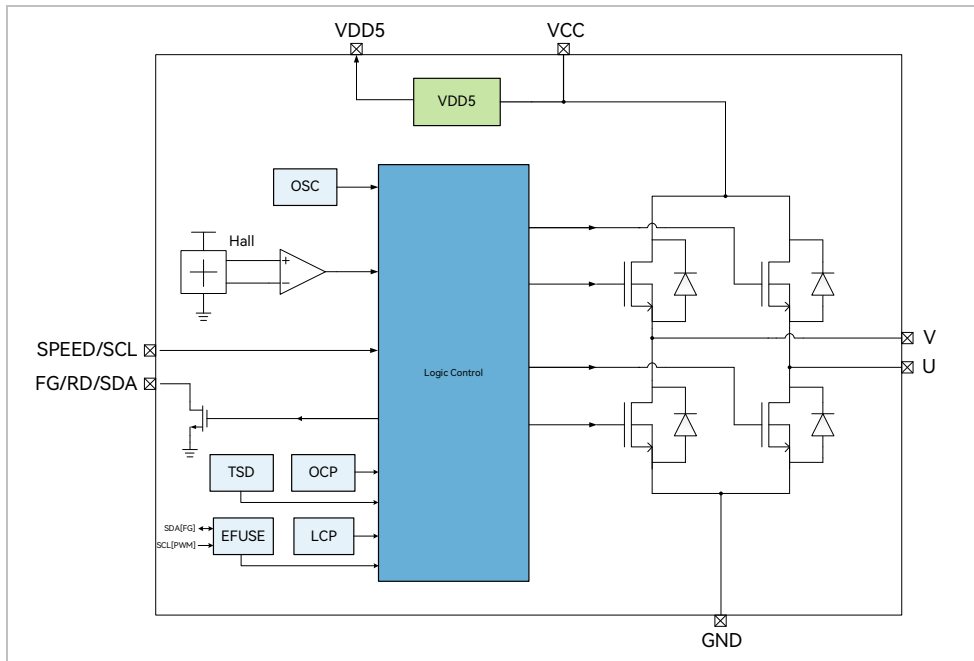 VDD5
VCC
VDD5
OSC
Hall
+
−
SPEED/SCL
V
U
FG/RD/SDA
Logic Control
TSD
OCP
SDA[FG]
SCL[PWM]
EFUSE
LCP
GND